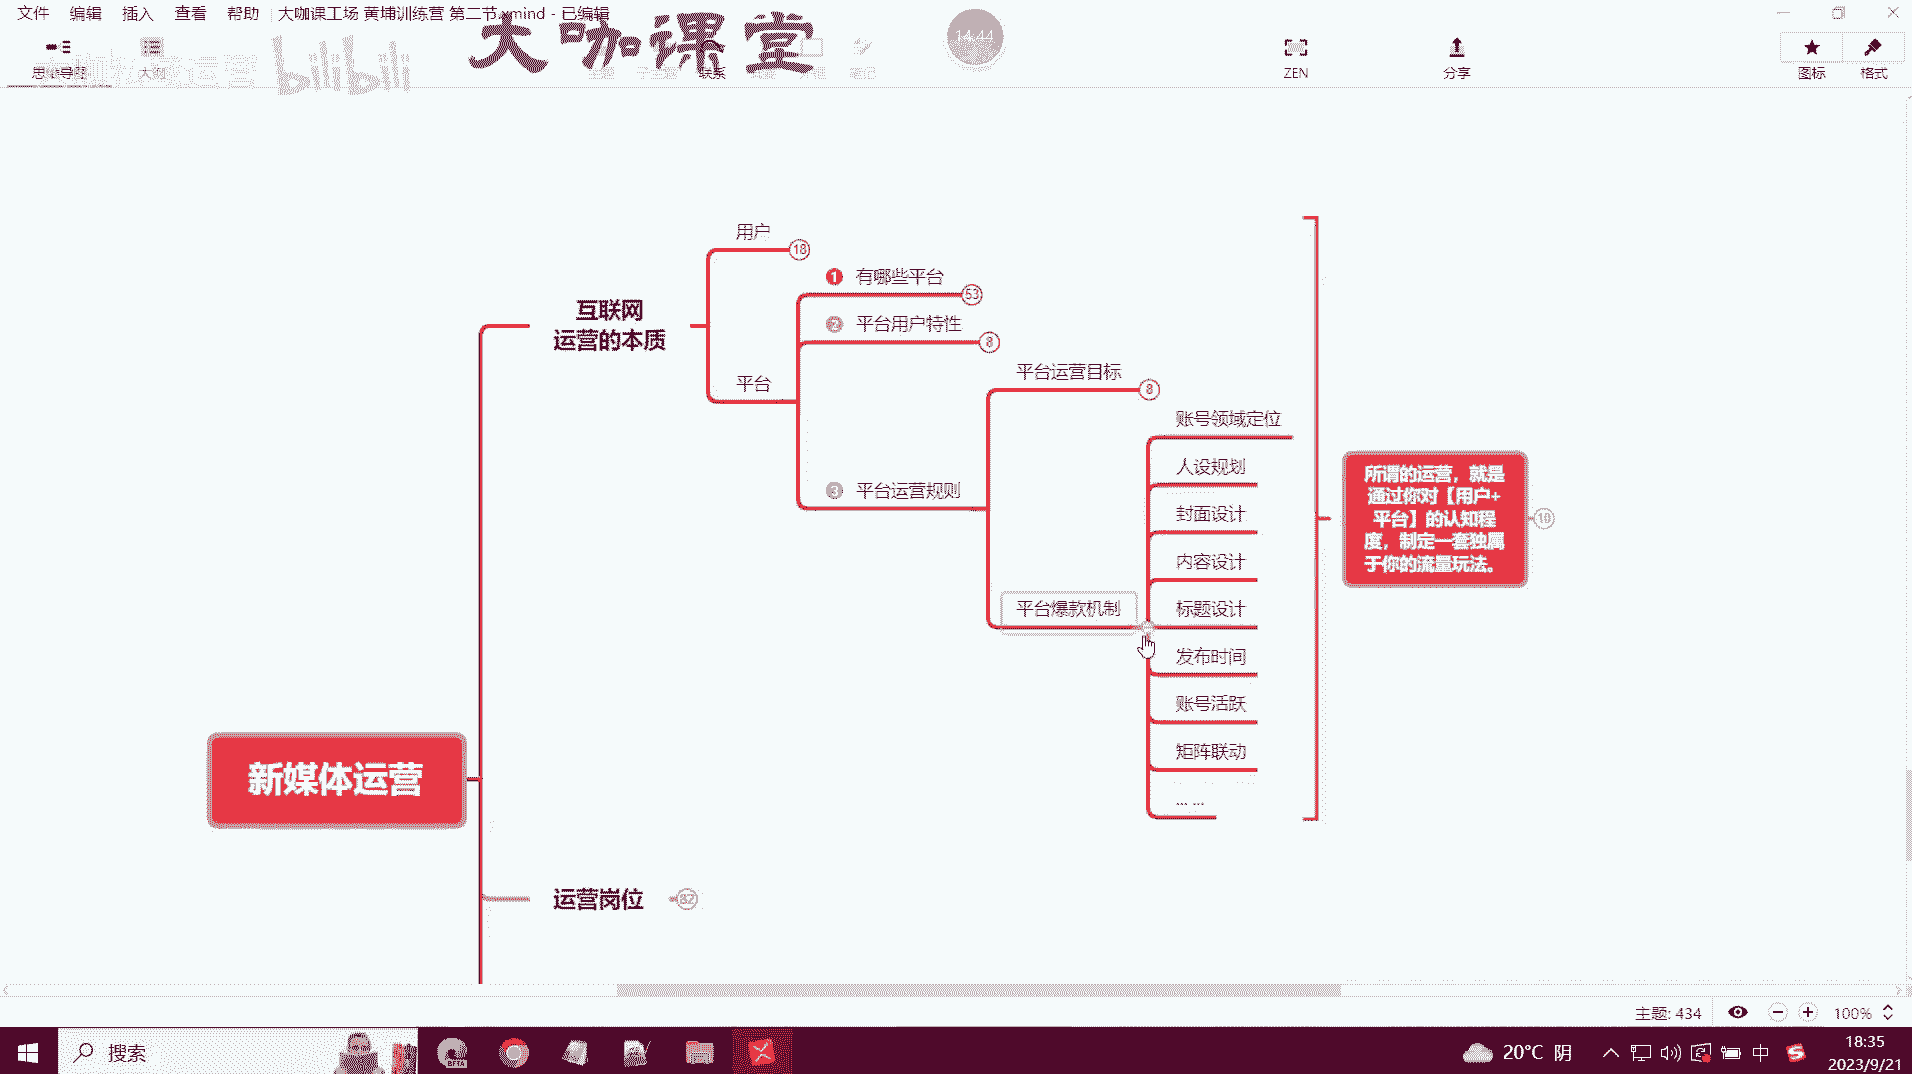 文件 编辑 插入 查看 帮助 大咖课工场 黄埔训练营 第二节.xmind - 已编辑
大咖课堂
14:44
bilibili
思维导图
大纲
联系
ZEN
分享
图标
格式
用户
18
1 有哪些平台
53
2 平台用户特性
8
互联网
运营的本质
平台
平台运营目标
8
账号领域定位
人设规划
3 平台运营规则
封面设计
内容设计
平台爆款机制
标题设计
发布时间
账号活跃
矩阵联动
... ...
所谓的运营，就是
通过你对【用户+
平台】的认知程
度，制定一套独属
于你的流量玩法。
10
新媒体运营
运营岗位
82
主题: 434
100%
搜索
BETA
20°C 阴
中
18:35
2023/9/21